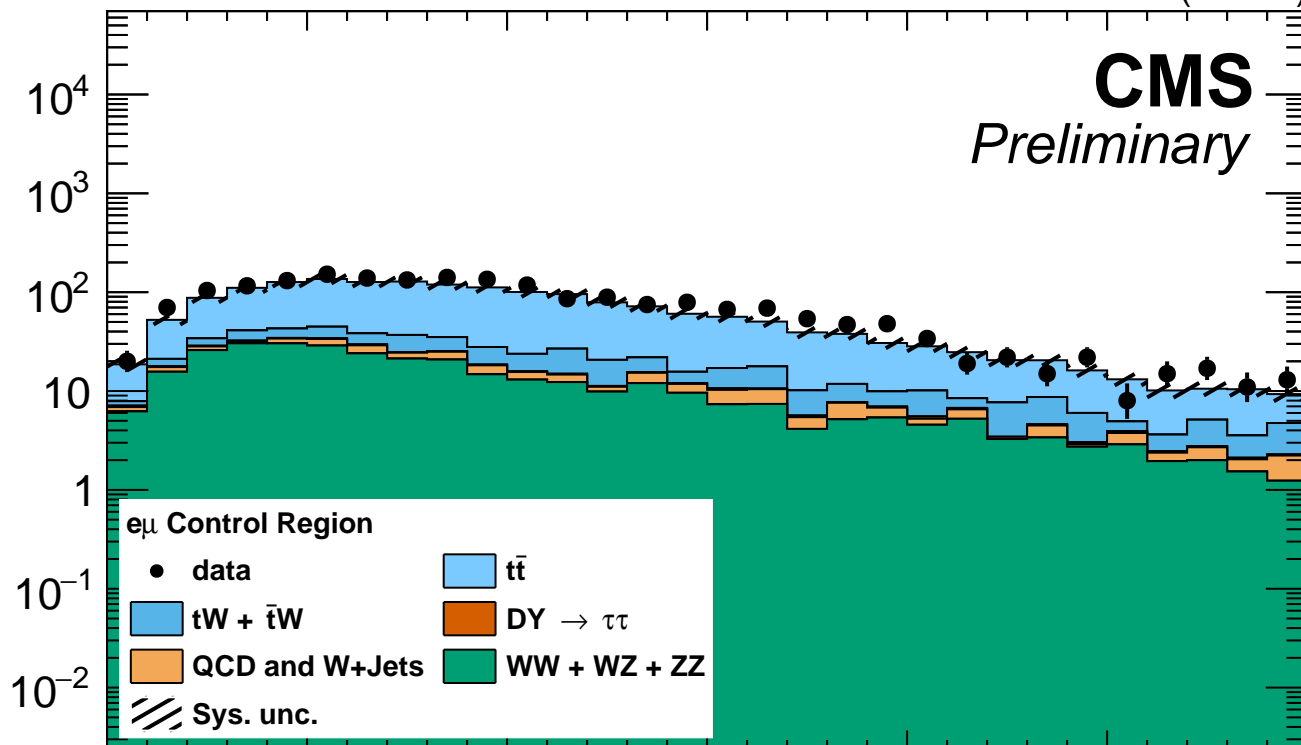 CMS
Preliminary
10⁴
10³
10²
10
1
10⁻¹
10⁻²
eμ Control Region
data
tt̄
tW + t̄W
DY → ττ
QCD and W+Jets
WW + WZ + ZZ
Sys. unc.